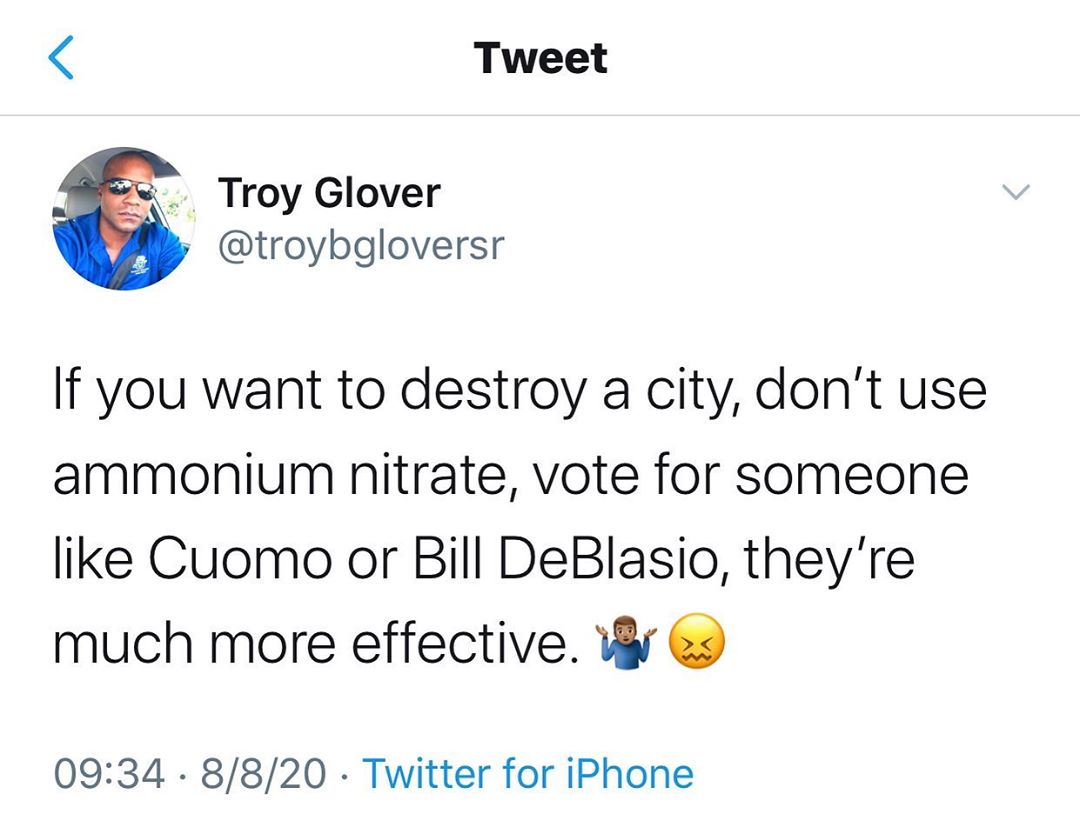 Tweet
Troy Glover
@troybgloversr
If you want to destroy a city, don’t use
ammonium nitrate, vote for someone
like Cuomo or Bill DeBlasio, they’re
much more effective. 🤷🏽‍♂️😖
09:34 · 8/8/20 · Twitter for iPhone